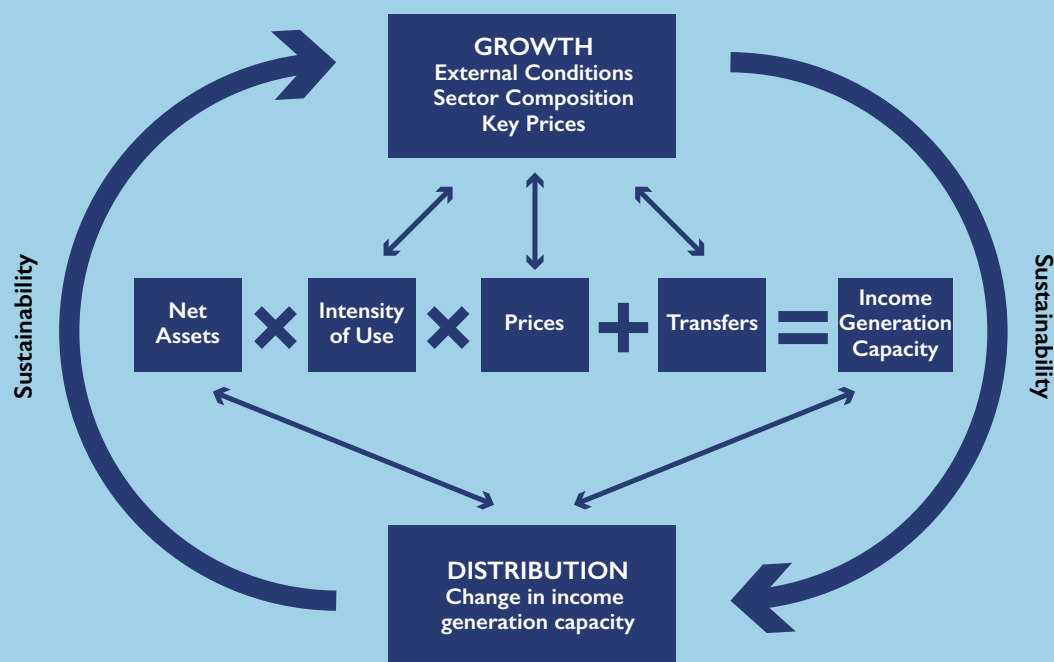 GROWTH
External Conditions
Sector Composition
Key Prices
Sustainability
Sustainability
Net
Assets
×
Intensity
of Use
×
Prices
+
Transfers
=
Income
Generation
Capacity
DISTRIBUTION
Change in income
generation capacity